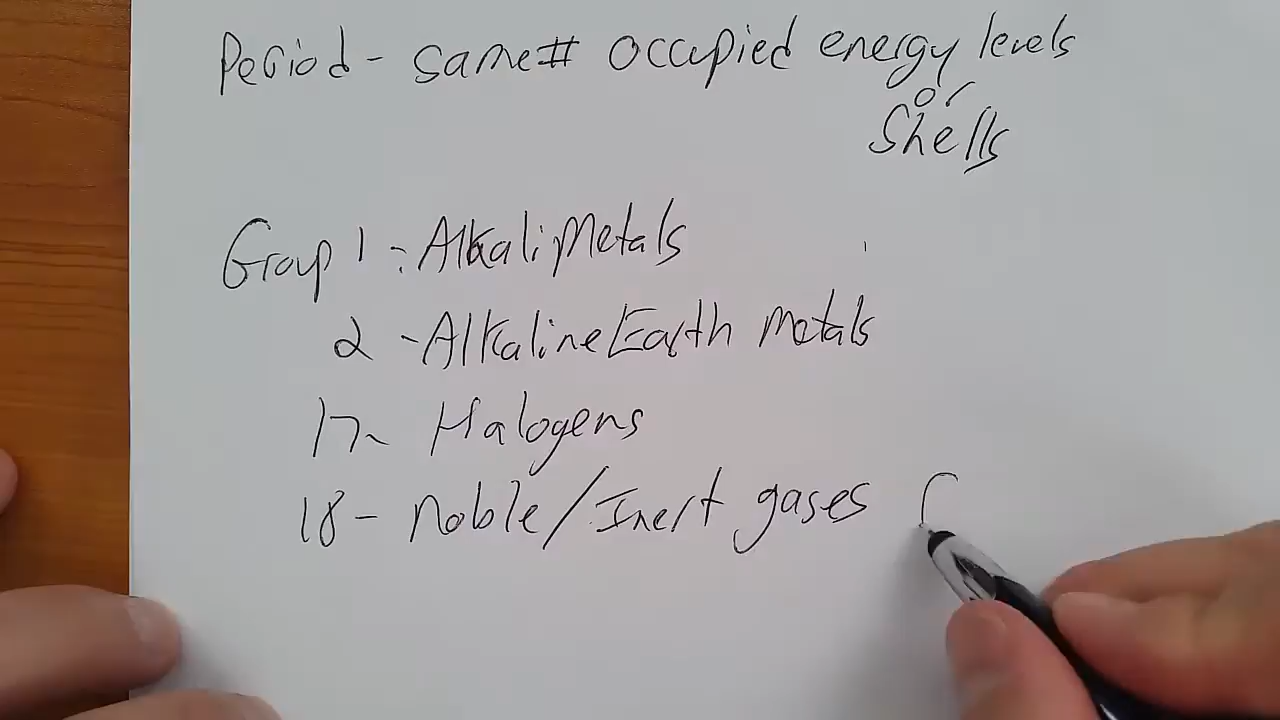 Period - same # occupied energy levels
or
Shells
Group 1 : Alkali Metals
2 - Alkaline Earth metals
17 - Halogens
18 - Noble/Inert gases